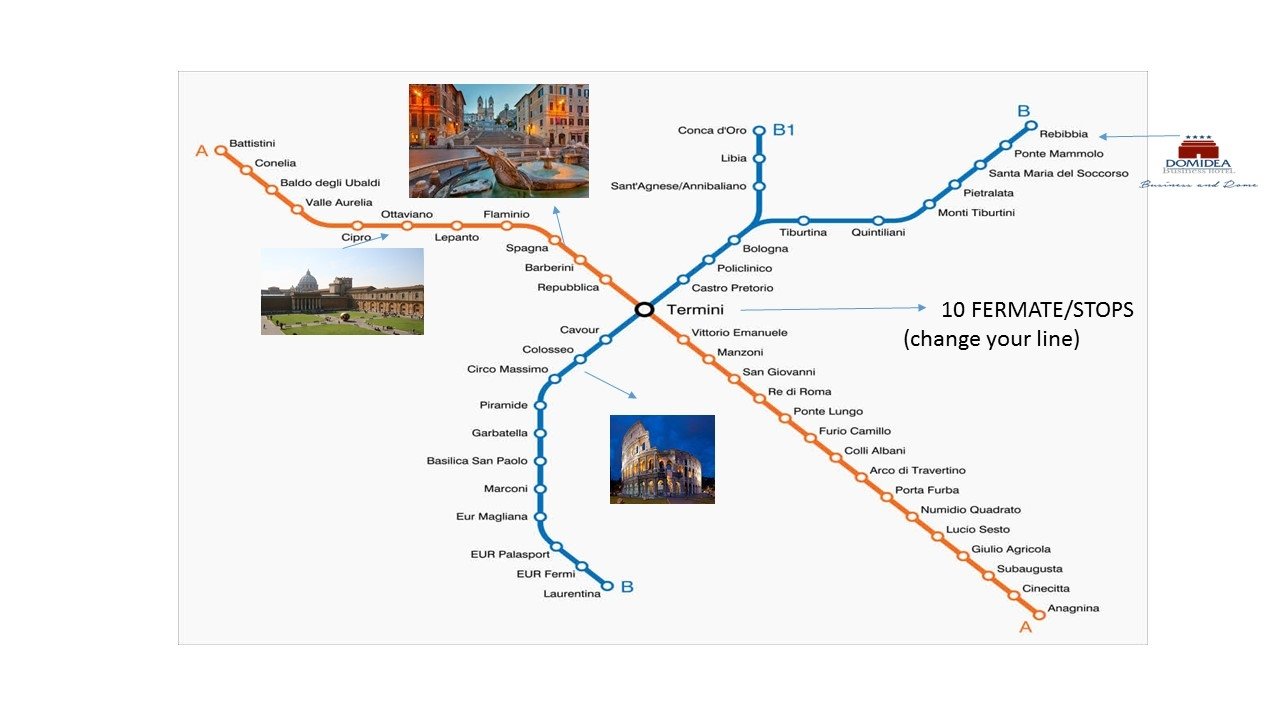 B
Conca d'Oro
B1
Rebibbia
A
Battistini
Ponte Mammolo
Libia
Conelia
Santa Maria del Soccorso
DOMIDEA
BUSINESS HOTEL
Business and Rome
Baldo degli Ubaldi
Sant'Agnese/Annibaliano
Pietralata
Valle Aurelia
Ottaviano
Flaminio
Monti Tiburtini
Cipro
Lepanto
Tiburtina
Quintiliani
Spagna
Bologna
Barberini
Policlinico
Repubblica
Castro Pretorio
Termini
10 FERMATE/STOPS
(change your line)
Cavour
Vittorio Emanuele
Colosseo
Manzoni
Circo Massimo
San Giovanni
Re di Roma
Piramide
Ponte Lungo
Garbatella
Furio Camillo
Colli Albani
Basilica San Paolo
Arco di Travertino
Marconi
Porta Furba
Eur Magliana
Numidio Quadrato
Lucio Sesto
EUR Palasport
Giulio Agricola
EUR Fermi
Subaugusta
Laurentina
B
Cinecitta
Anagnina
A